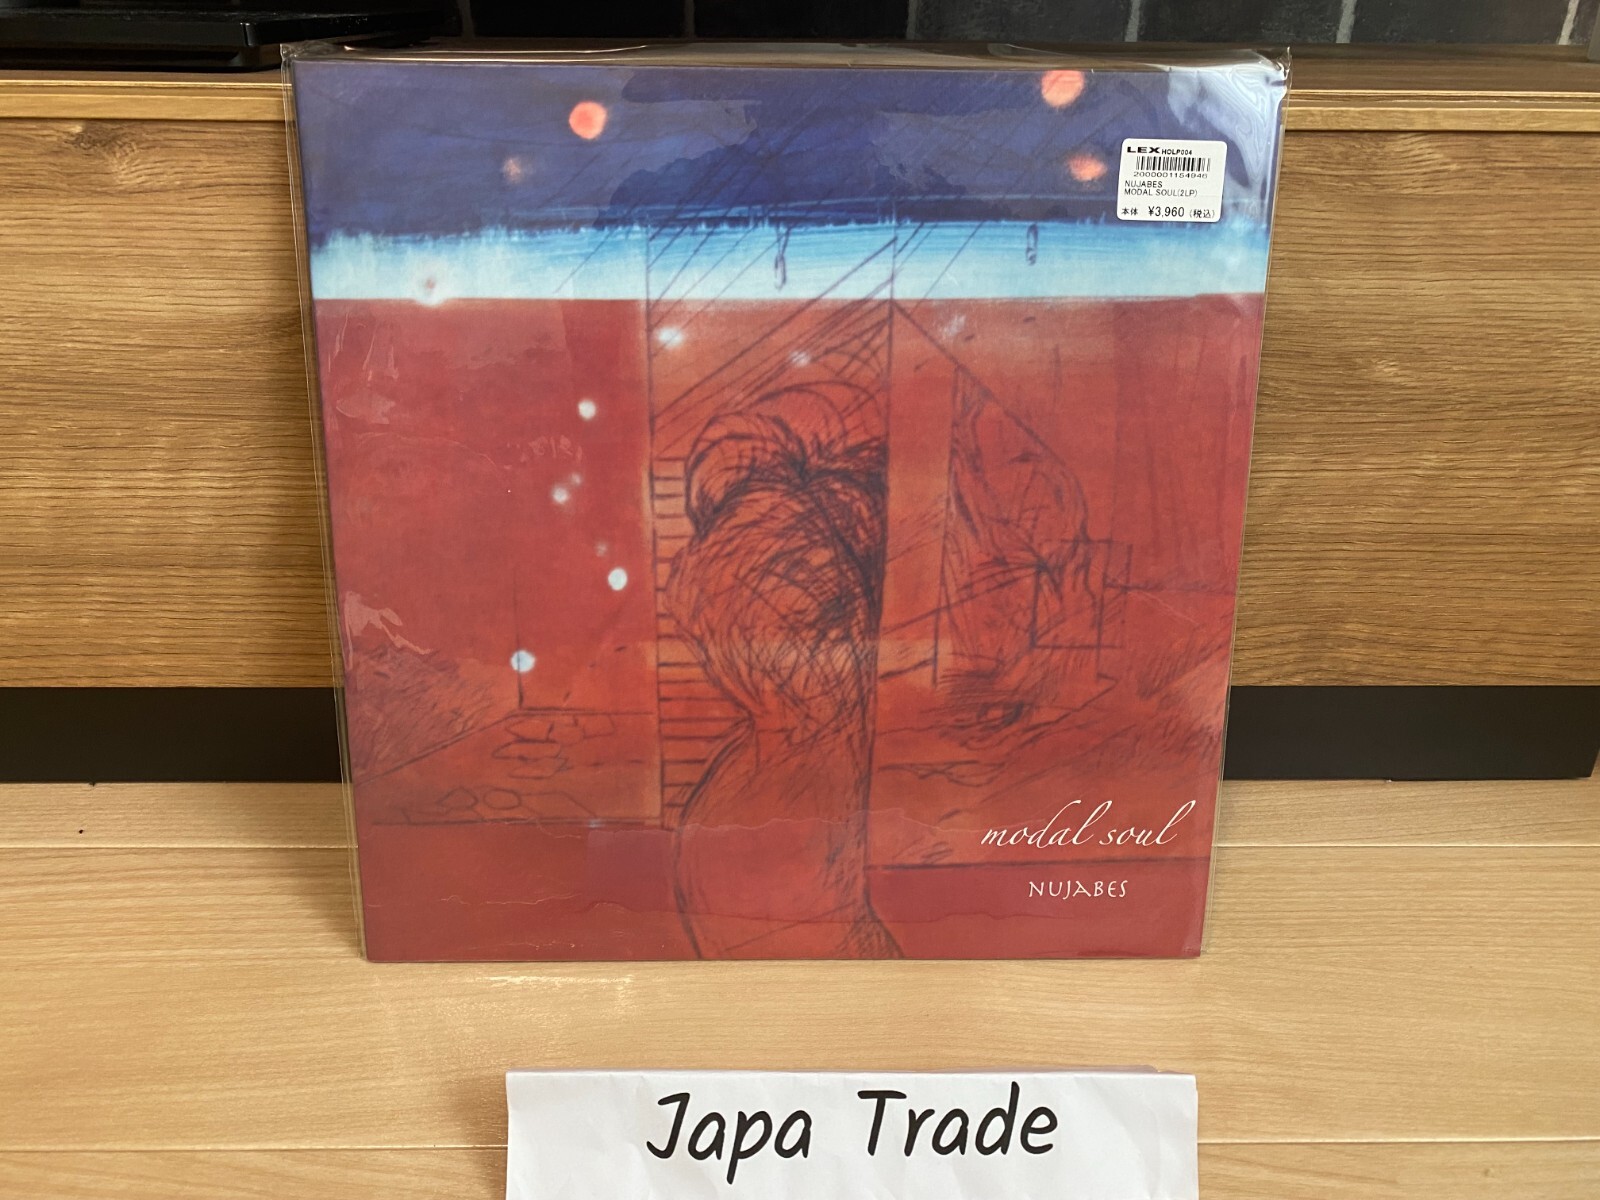 LEX HOLP004
2000001154946
NUJABES
MODAL SOUL(2LP)
本体 ¥3,960 (税込)
modal soul
NUJABES
Japa Trade